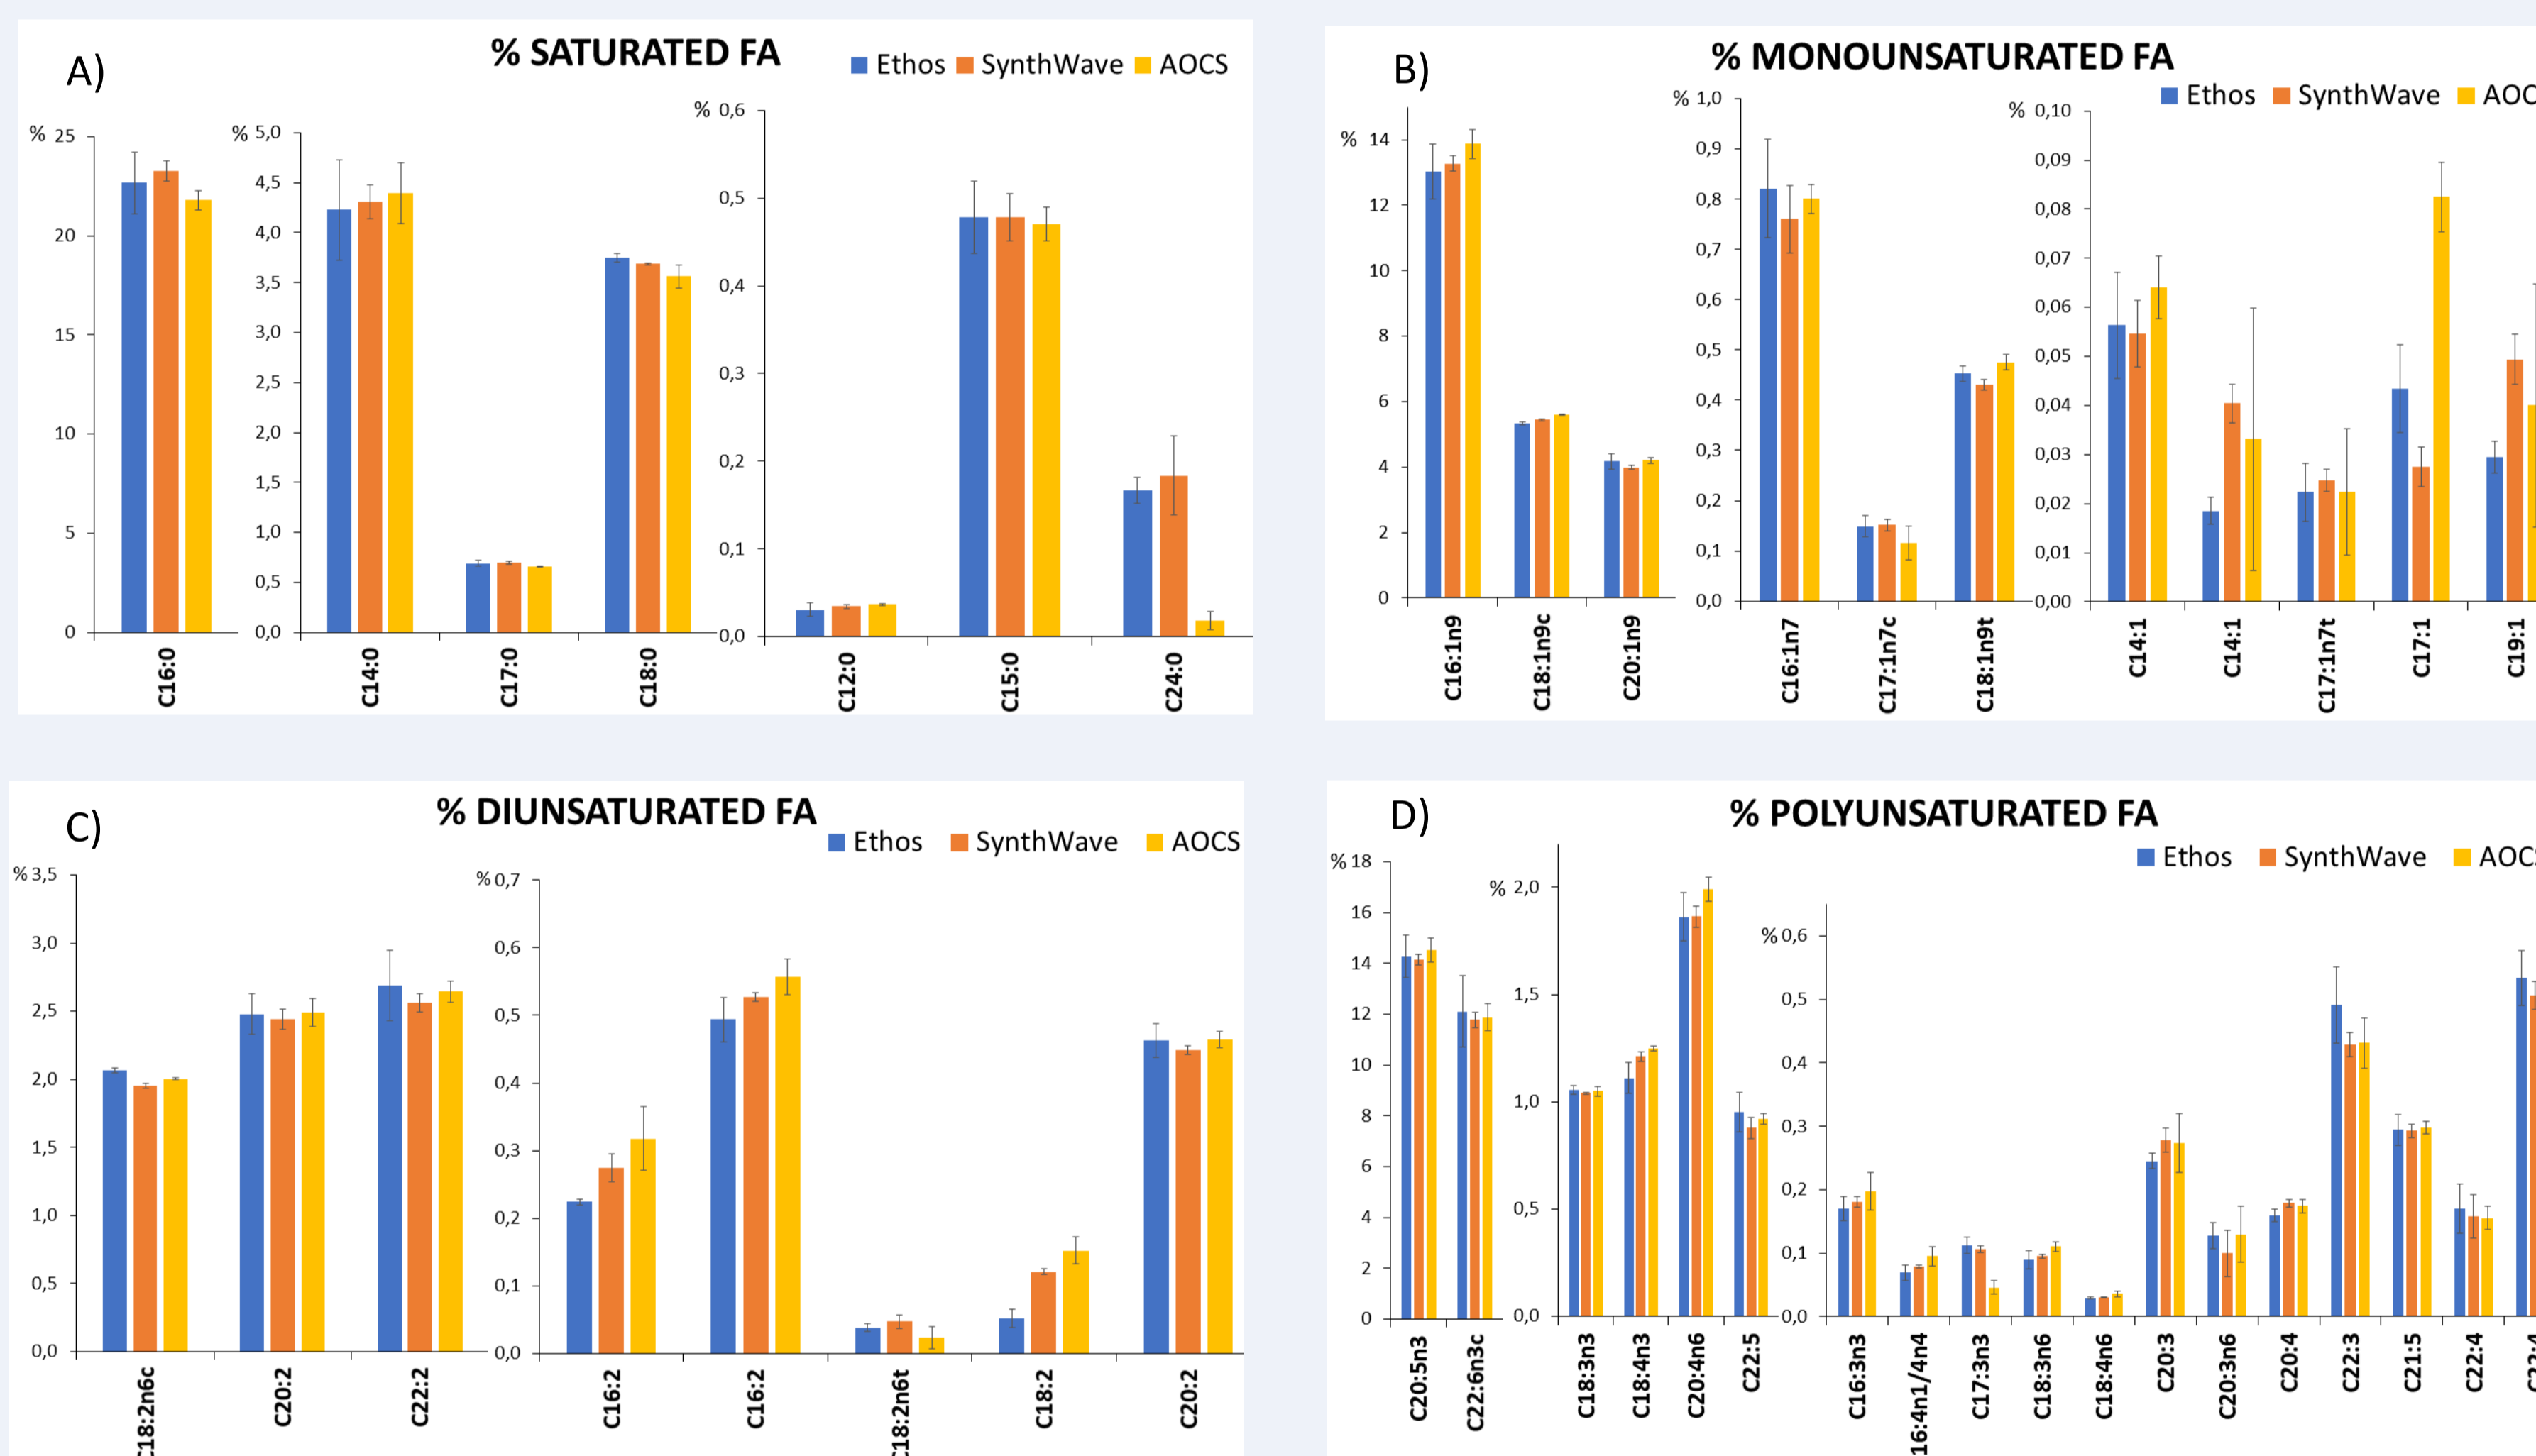 A)
% SATURATED FA
Ethos SynthWave AOCS
% 25
20
15
10
5
0
C16:0
% 5,0
4,5
4,0
3,5
3,0
2,5
2,0
1,5
1,0
0,5
0,0
C14:0
C17:0
C18:0
% 0,6
0,5
0,4
0,3
0,2
0,1
0,0
C12:0
C15:0
C24:0
B)
% MONOUNSATURATED FA
Ethos SynthWave AOC
% 14
12
10
8
6
4
2
0
C16:1n9
C18:1n9c
C20:1n9
% 1,0
0,9
0,8
0,7
0,6
0,5
0,4
0,3
0,2
0,1
0,0
C16:1n7
C17:1n7c
C18:1n9t
% 0,10
0,09
0,08
0,07
0,06
0,05
0,04
0,03
0,02
0,01
0,00
C14:1
C14:1
C17:1n7t
C17:1
C19:1
C)
% DIUNSATURATED FA
Ethos SynthWave AOCS
% 3,5
3,0
2,5
2,0
1,5
1,0
0,5
0,0
C18:2n6c
C20:2
C22:2
% 0,7
0,6
0,5
0,4
0,3
0,2
0,1
0,0
C16:2
C16:2
C18:2n6t
C18:2
C20:2
D)
% POLYUNSATURATED FA
Ethos SynthWave AOC
% 18
16
14
12
10
8
6
4
2
0
C20:5n3
C22:6n3c
% 2,0
1,5
1,0
0,5
0,0
C18:3n3
C18:4n3
C20:4n6
C22:5
% 0,6
0,5
0,4
0,3
0,2
0,1
0,0
C16:3n3
16:4n1/4n4
C17:3n3
C18:3n6
C18:4n6
C20:3
C20:3n6
C20:4
C22:3
C21:5
C22:4